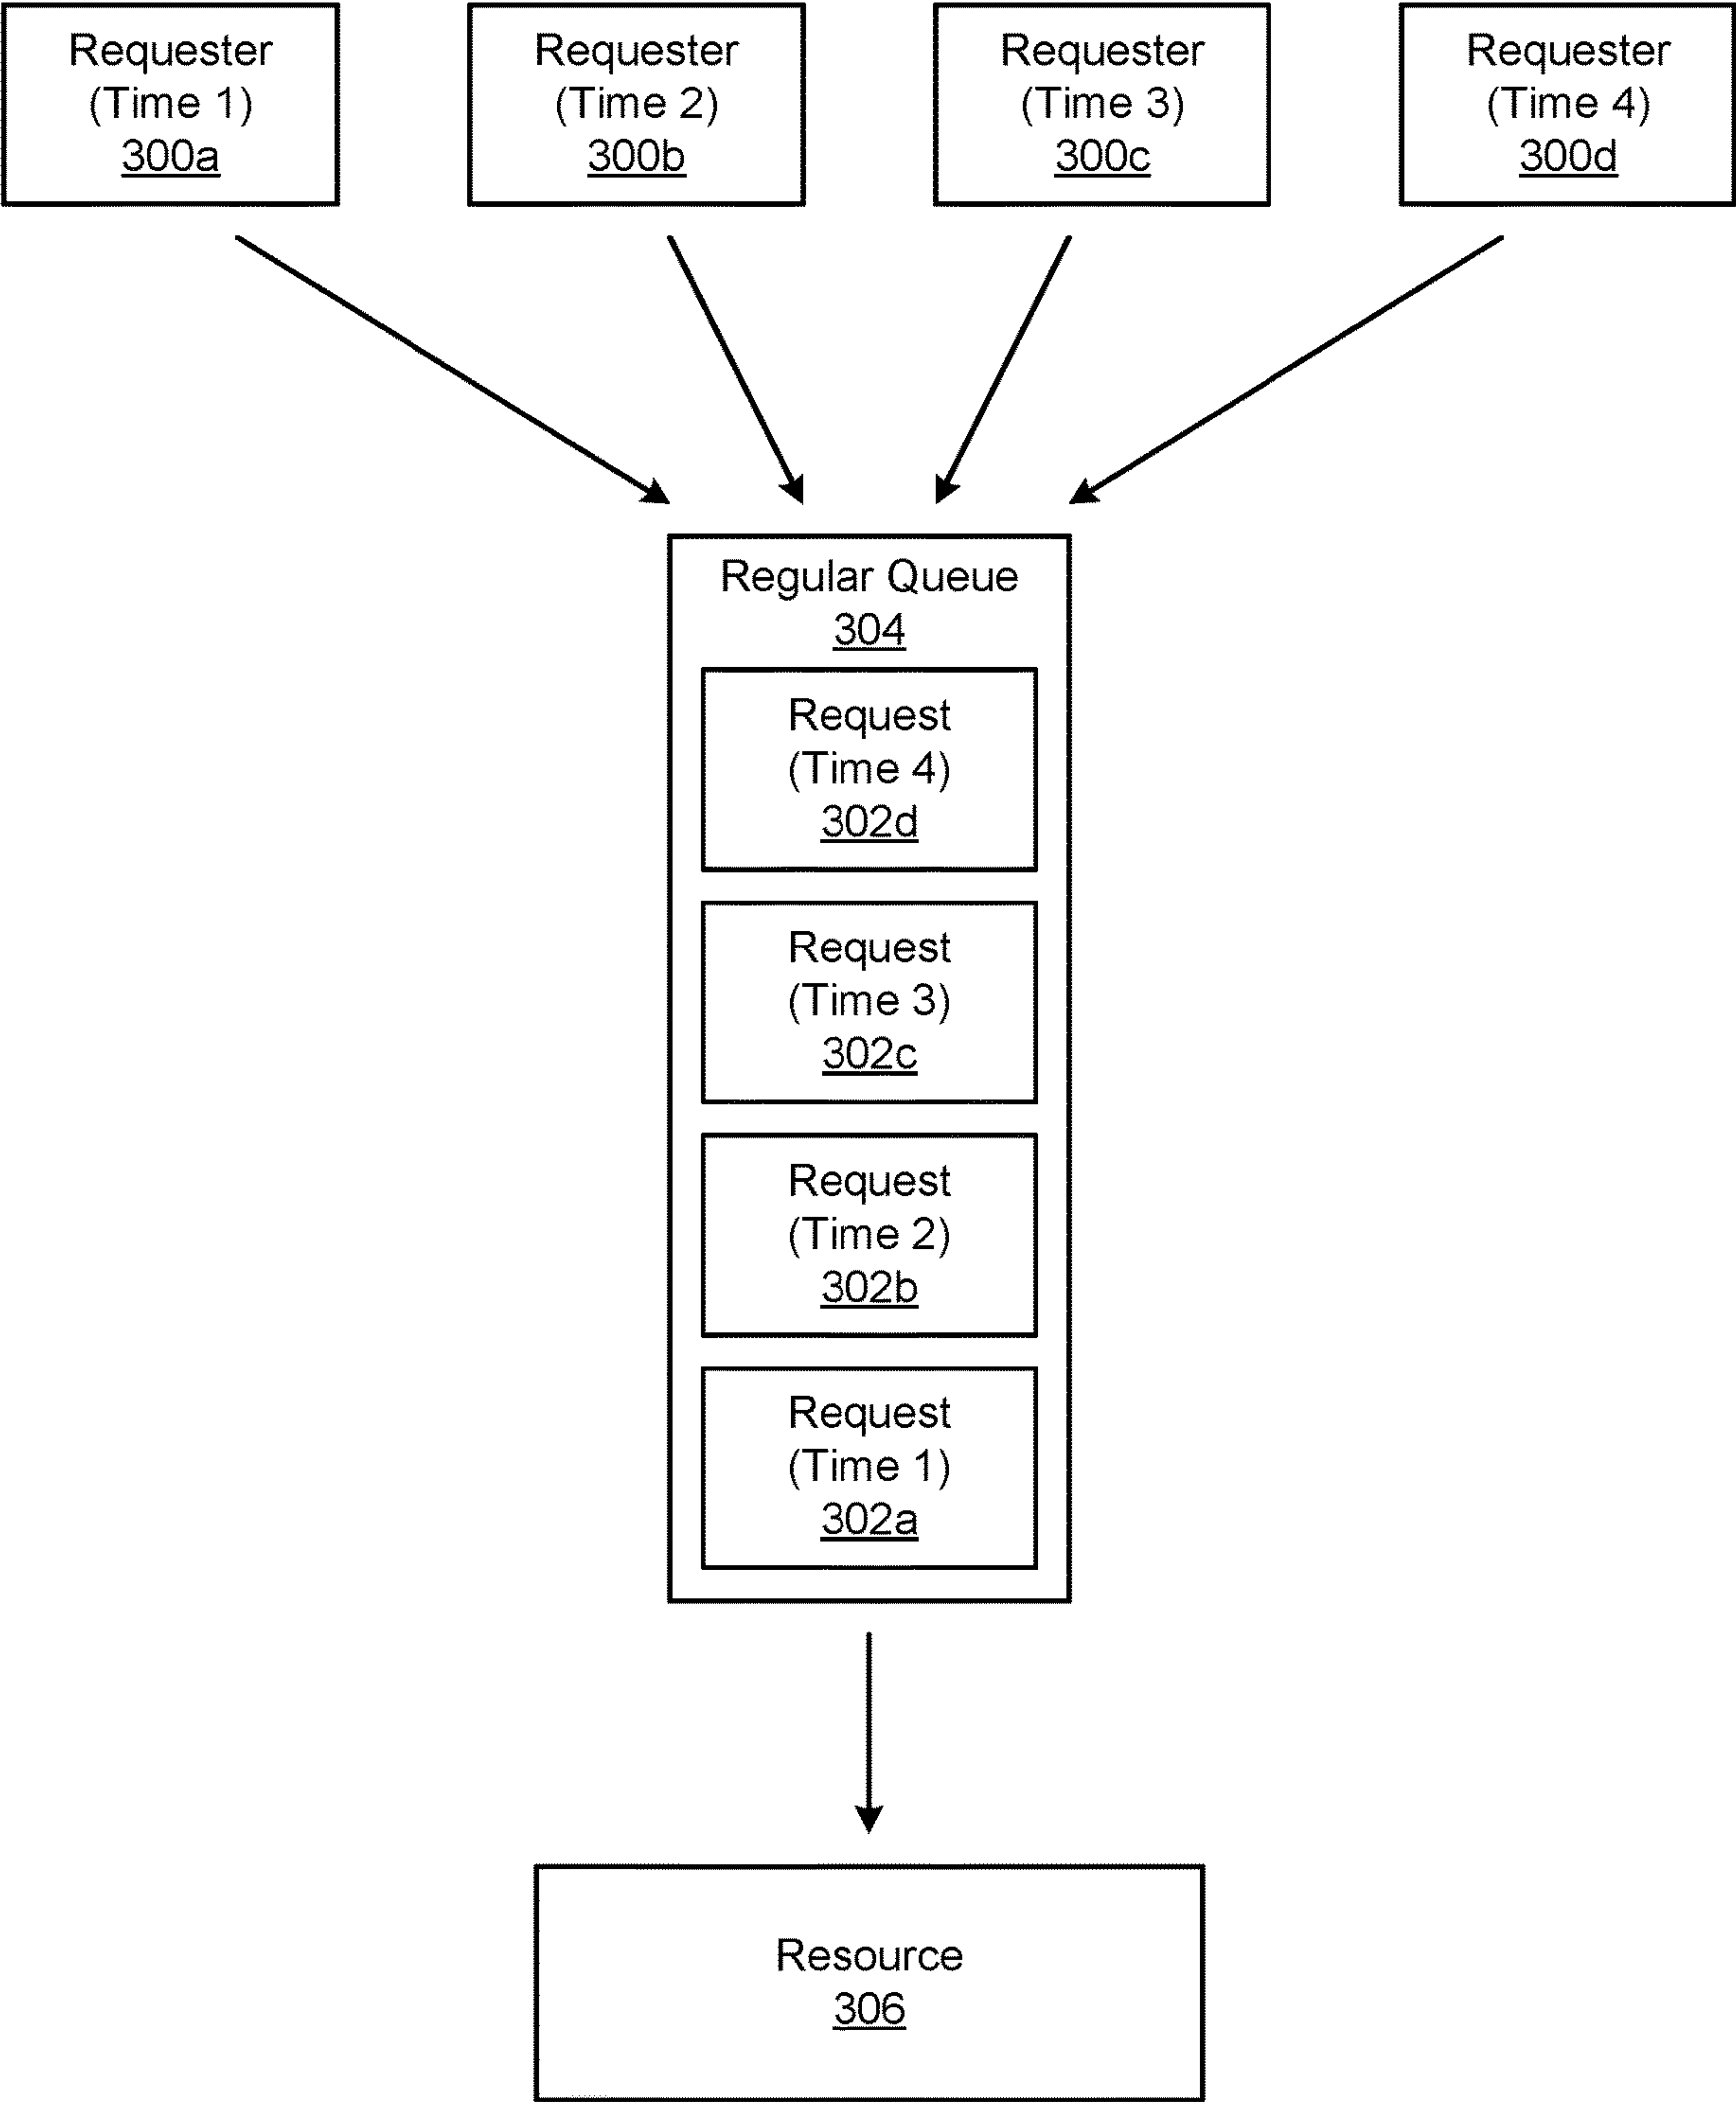 Requester
(Time 1)
300a
Requester
(Time 2)
300b
Requester
(Time 3)
300c
Requester
(Time 4)
300d
Regular Queue
304
Request
(Time 4)
302d
Request
(Time 3)
302c
Request
(Time 2)
302b
Request
(Time 1)
302a
Resource
306